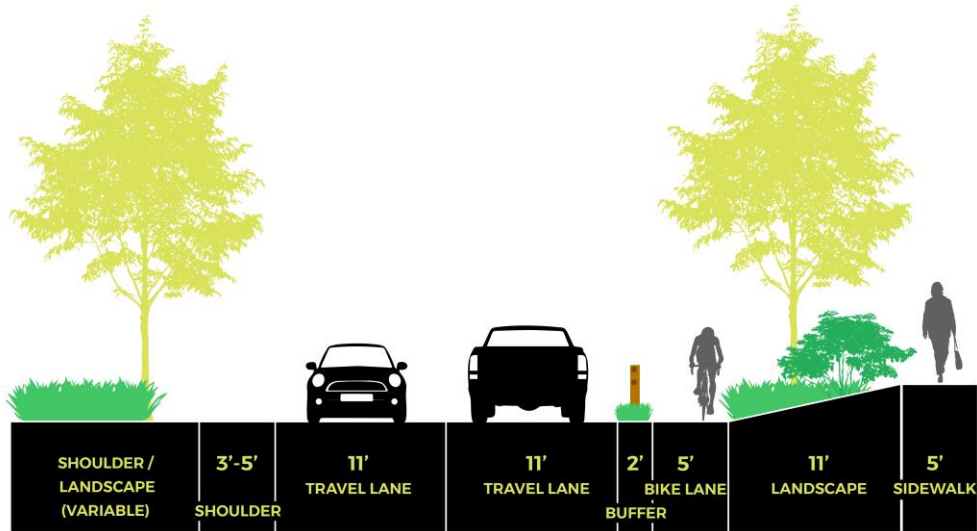 SHOULDER /
LANDSCAPE
(VARIABLE)
3'-5'
SHOULDER
11'
TRAVEL LANE
11'
TRAVEL LANE
2'
BUFFER
5'
BIKE LANE
11'
LANDSCAPE
5'
SIDEWALK